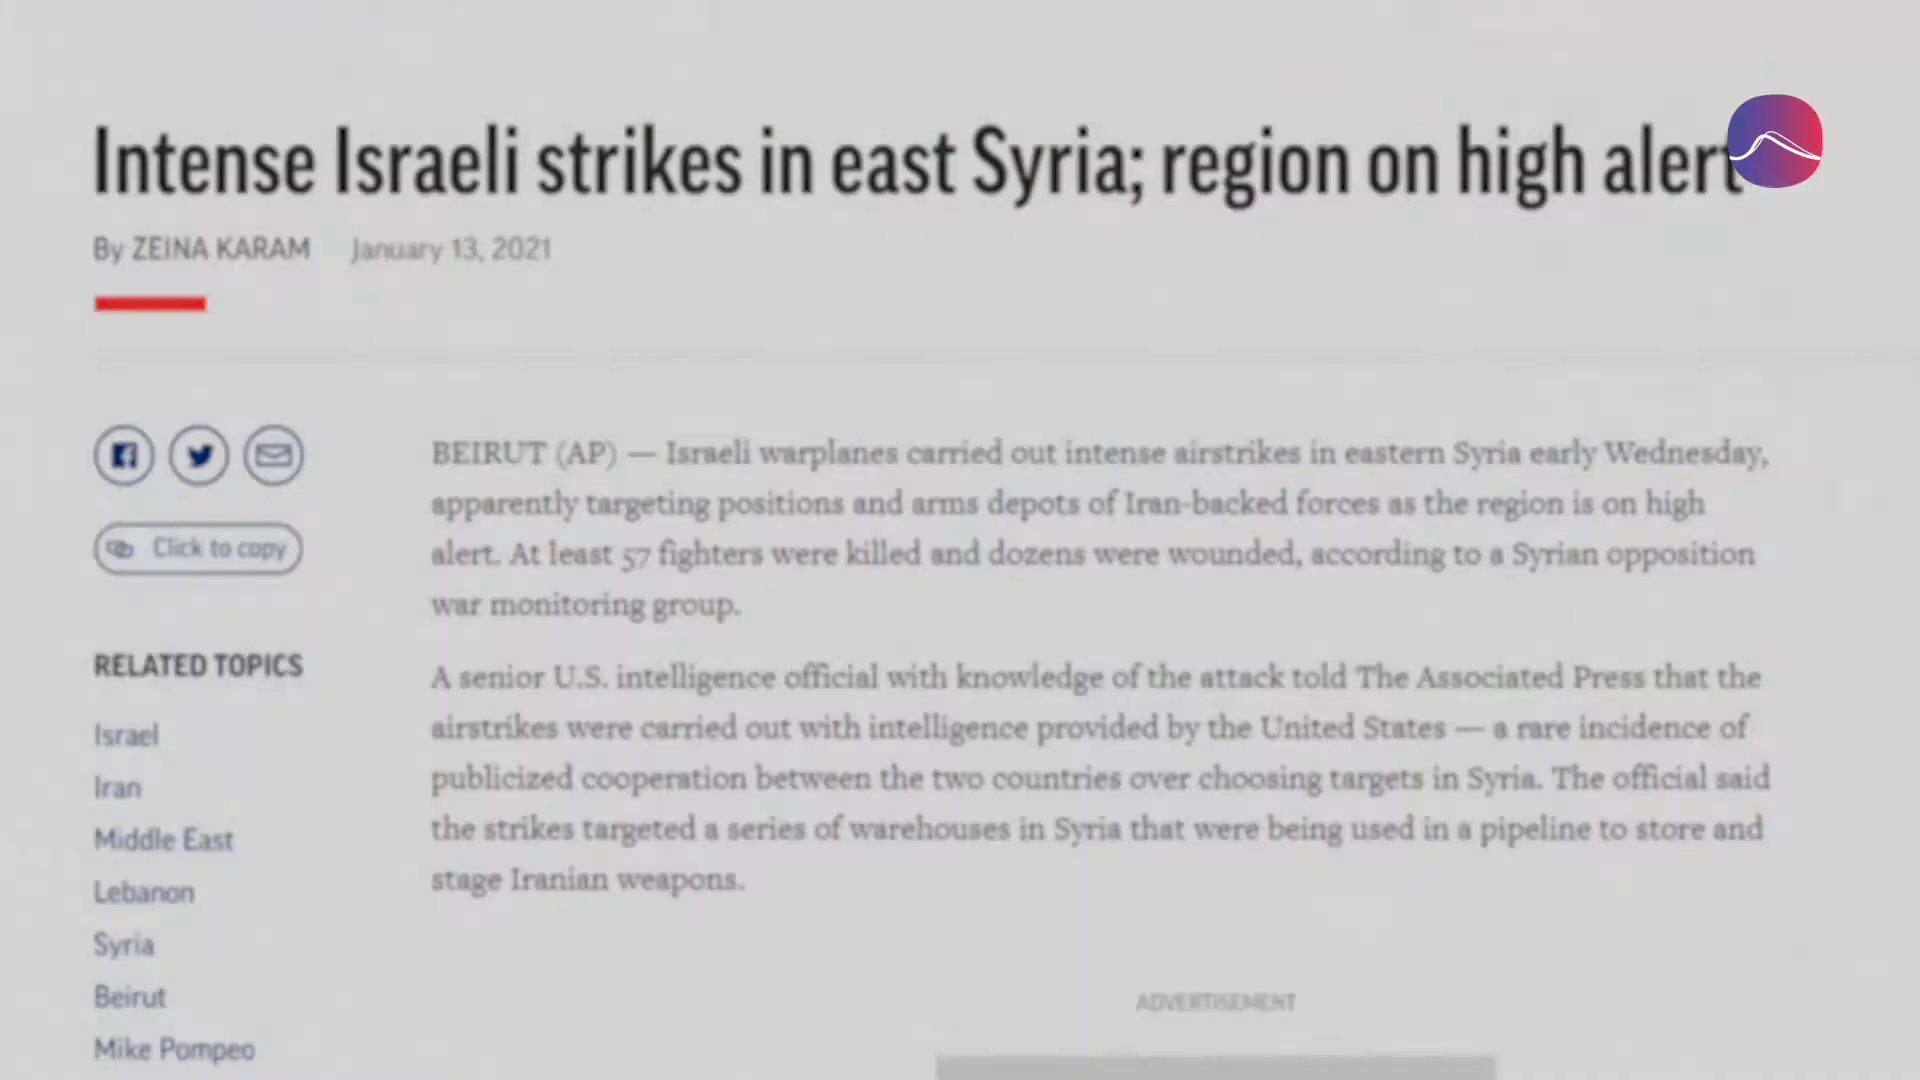 Intense Israeli strikes in east Syria; region on high alert
By ZEINA KARAM January 13, 2021
Click to copy
RELATED TOPICS
Israel
Iran
Middle East
Lebanon
Syria
Beirut
Mike Pompeo
BEIRUT (AP) — Israeli warplanes carried out intense airstrikes in eastern Syria early Wednesday,
apparently targeting positions and arms depots of Iran-backed forces as the region is on high
alert. At least 57 fighters were killed and dozens were wounded, according to a Syrian opposition
war monitoring group.
A senior U.S. intelligence official with knowledge of the attack told The Associated Press that the
airstrikes were carried out with intelligence provided by the United States — a rare incidence of
publicized cooperation between the two countries over choosing targets in Syria. The official said
the strikes targeted a series of warehouses in Syria that were being used in a pipeline to store and
stage Iranian weapons.
ADVERTISEMENT